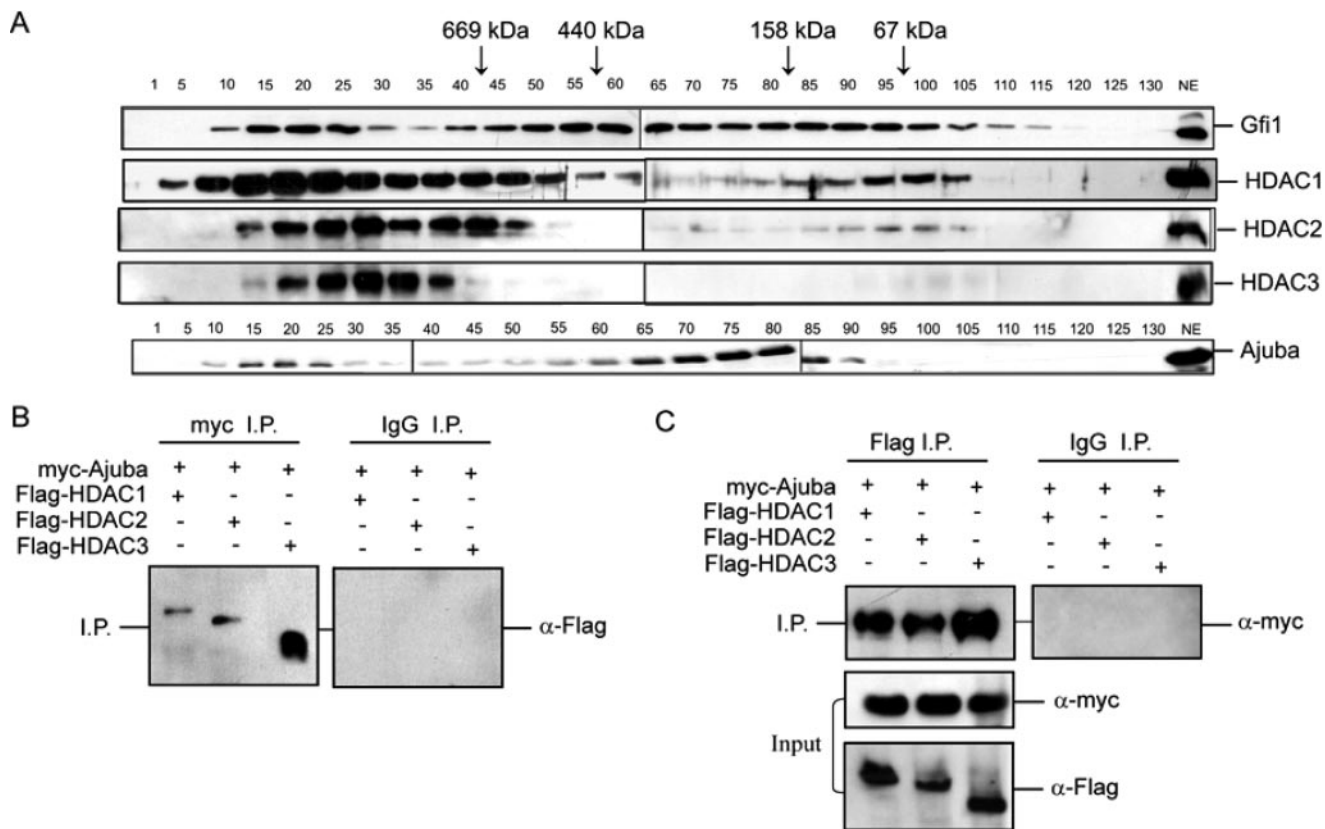 A
669 kDa 440 kDa 158 kDa 67 kDa
1 5 10 15 20 25 30 35 40 45 50 55 60 65 70 75 80 85 90 95 100 105 110 115 120 125 130 NE
Gfi1
HDAC1
HDAC2
HDAC3
1 5 10 15 20 25 30 35 40 45 50 55 60 65 70 75 80 85 90 95 100 105 110 115 120 125 130 NE
Ajuba
B
myc I.P. IgG I.P.
myc-Ajuba + + + + + +
Flag-HDAC1 + - - + - -
Flag-HDAC2 - + - - + -
Flag-HDAC3 - - + - - +
I.P. α-Flag
C
Flag I.P. IgG I.P.
myc-Ajuba + + + + + +
Flag-HDAC1 + - - + - -
Flag-HDAC2 - + - - + -
Flag-HDAC3 - - + - - +
I.P. α-myc
Input
α-myc
α-Flag